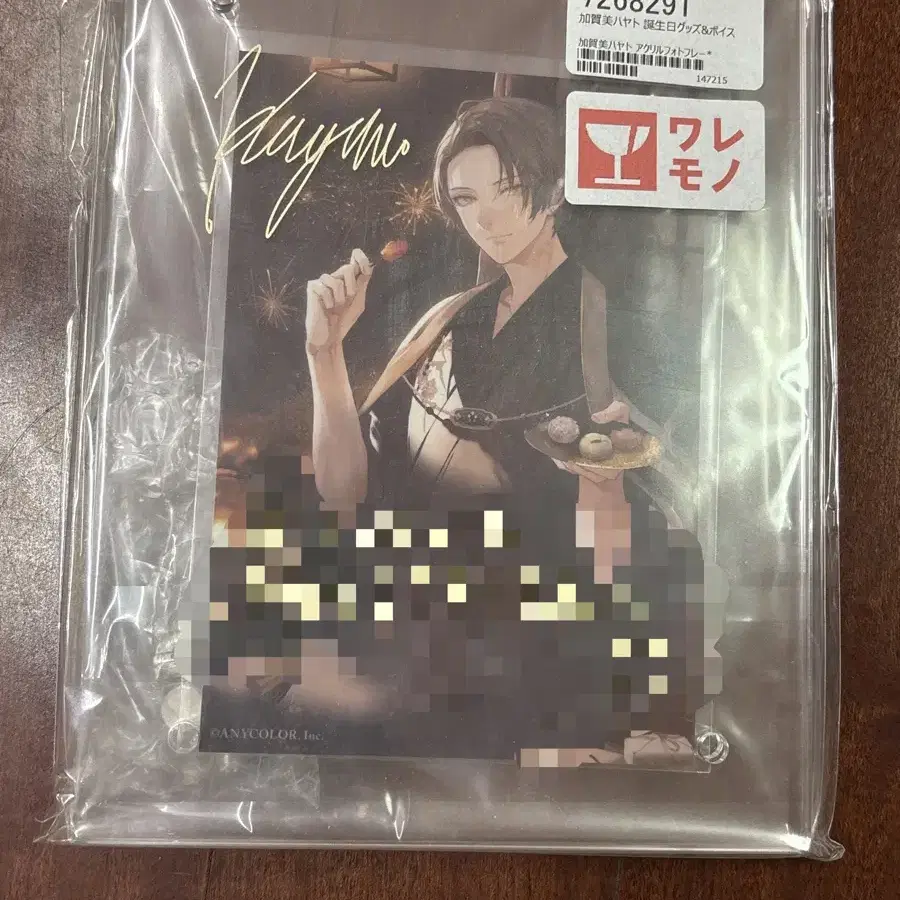 7268291
加賀美ハヤト 誕生日グッズ&ボイス
加賀美ハヤト アクリルフォトフレー*
147215
ワレ
モノ
Hayato.
©ANYCOLOR, Inc.